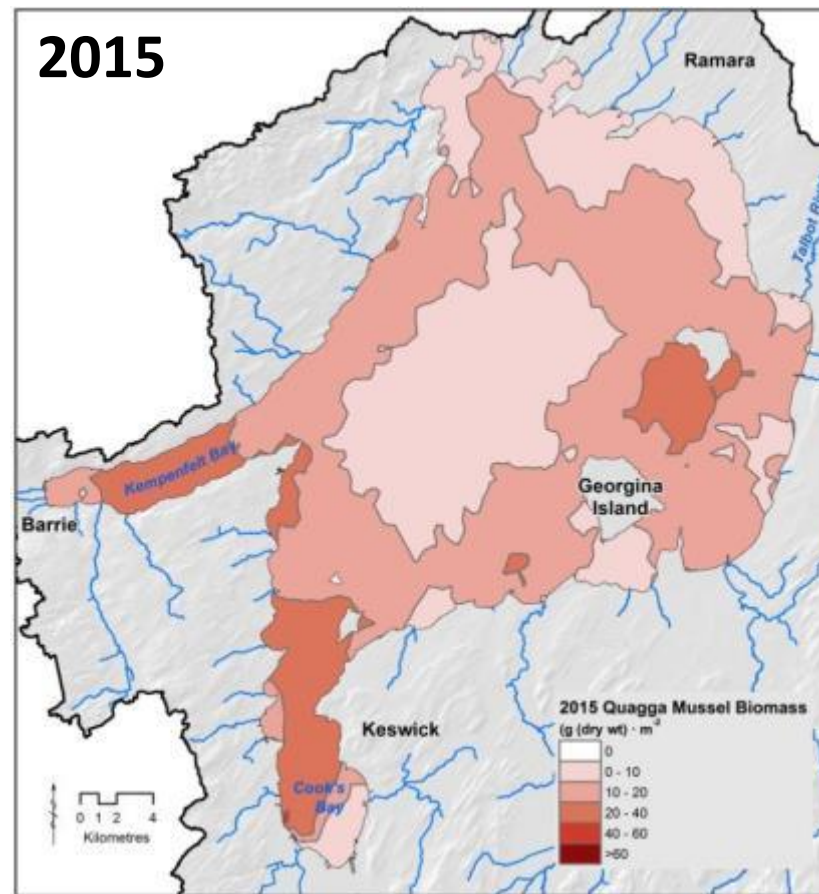 2015
Ramara
Talbot River
Kempenfelt Bay
Barrie
Georgina
Island
Keswick
Cook's
Bay
2015 Quagga Mussel Biomass
(g (dry wt) · m⁻²
0
0 - 10
10 - 20
20 - 40
40 - 60
>60
0 1 2 4
Kilometres